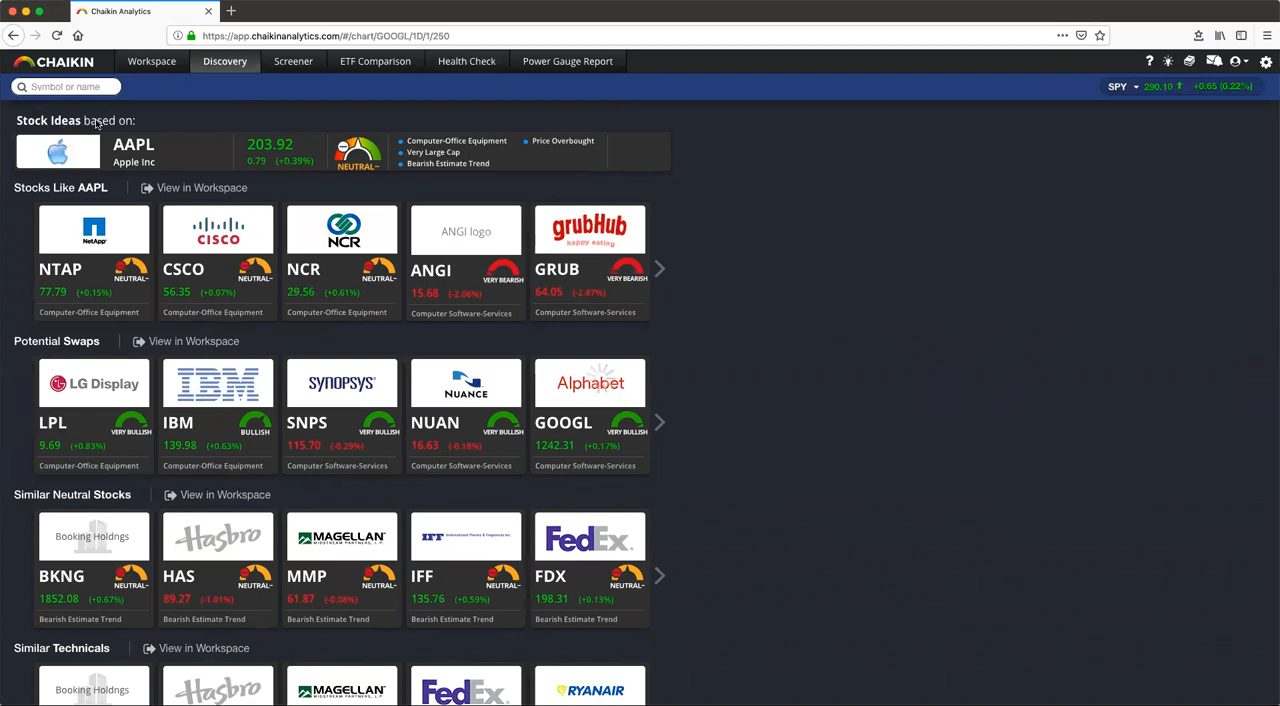 Chaikin Analytics
https://app.chaikinanalytics.com/#/chart/GOOGL/1D/1/250
CHAIKIN Workspace Discovery Screener ETF Comparison Health Check Power Gauge Report ?
Symbol or name SPY 290.10 +0.65 (0.22%)
Stock Ideas based on:
AAPL 203.92 Computer-Office Equipment Price Overbought
Apple Inc 0.79 (+0.39%) NEUTRAL- Very Large Cap
Bearish Estimate Trend
Stocks Like AAPL View in Workspace
NetApp CISCO NCR ANGI logo grubHub
happy eating
NTAP NEUTRAL- CSCO NEUTRAL- NCR NEUTRAL- ANGI VERY BEARISH GRUB VERY BEARISH
77.79 (+0.15%) 56.35 (+0.07%) 29.56 (+0.61%) 15.68 (-2.06%) 64.05 (-2.87%)
Computer-Office Equipment Computer-Office Equipment Computer-Office Equipment Computer Software-Services Computer Software-Services
Potential Swaps View in Workspace
LG Display IBM SYNOPSYS NUANCE Alphabet
LPL VERY BULLISH IBM BULLISH SNPS VERY BULLISH NUAN VERY BULLISH GOOGL VERY BULLISH
9.69 (+0.83%) 139.98 (+0.63%) 115.70 (-0.29%) 16.63 (-0.18%) 1242.31 (+0.17%)
Computer-Office Equipment Computer-Office Equipment Computer Software-Services Computer Software-Services Computer Software-Services
Similar Neutral Stocks View in Workspace
Booking Holdngs Hasbro MAGELLAN MIDSTREAM PARTNERS, L.P. IFF International Flavors & Fragrances Inc. FedEx.
BKNG NEUTRAL- HAS NEUTRAL- MMP NEUTRAL- IFF NEUTRAL- FDX NEUTRAL-
1852.08 (+0.67%) 89.27 (-1.01%) 61.87 (-0.08%) 135.76 (+0.59%) 198.31 (+0.13%)
Bearish Estimate Trend Bearish Estimate Trend Bearish Estimate Trend Bearish Estimate Trend Bearish Estimate Trend
Similar Technicals View in Workspace
Booking Holdngs Hasbro MAGELLAN MIDSTREAM PARTNERS, L.P. FedEx RYANAIR